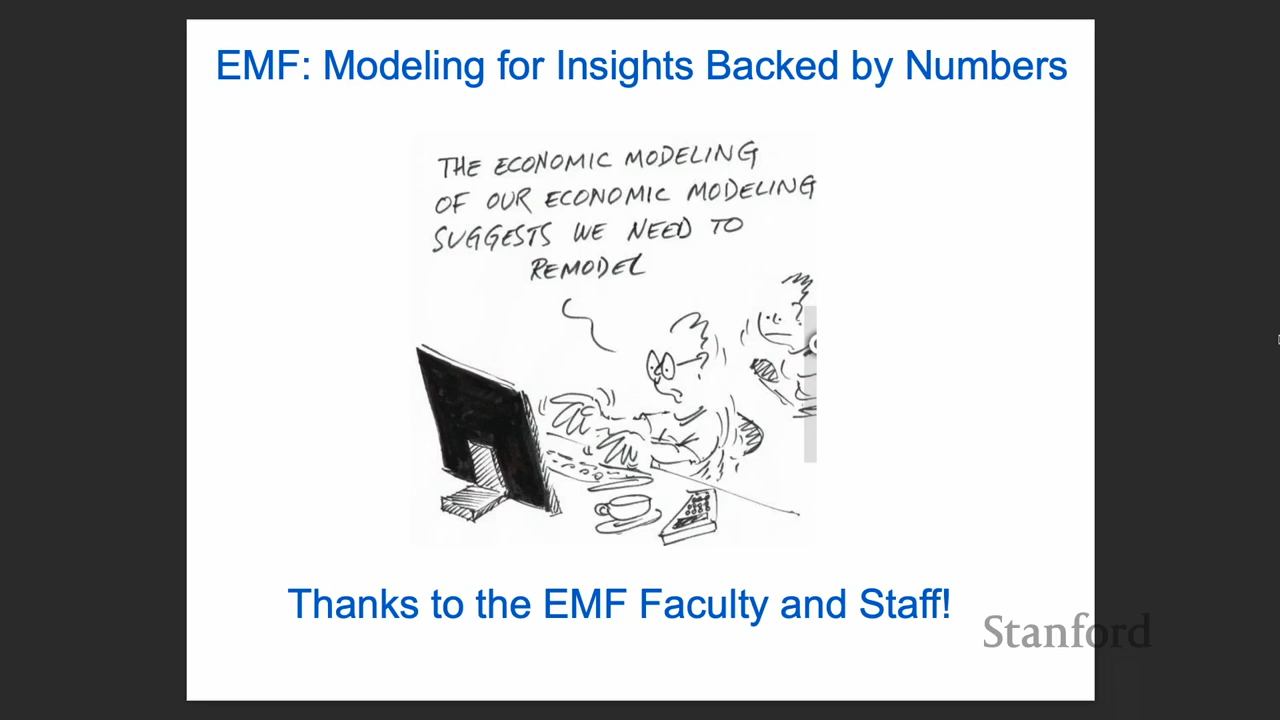 EMF: Modeling for Insights Backed by Numbers
THE ECONOMIC MODELING
OF OUR ECONOMIC MODELING
SUGGESTS WE NEED TO
REMODEL
Thanks to the EMF Faculty and Staff!
Stanford